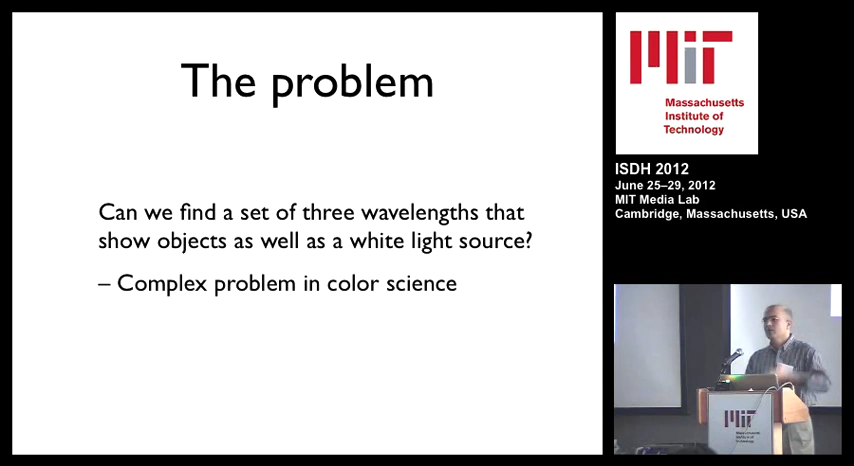 The problem
Can we find a set of three wavelengths that
show objects as well as a white light source?
– Complex problem in color science
Massachusetts
Institute of
Technology
ISDH 2012
June 25–29, 2012
MIT Media Lab
Cambridge, Massachusetts, USA